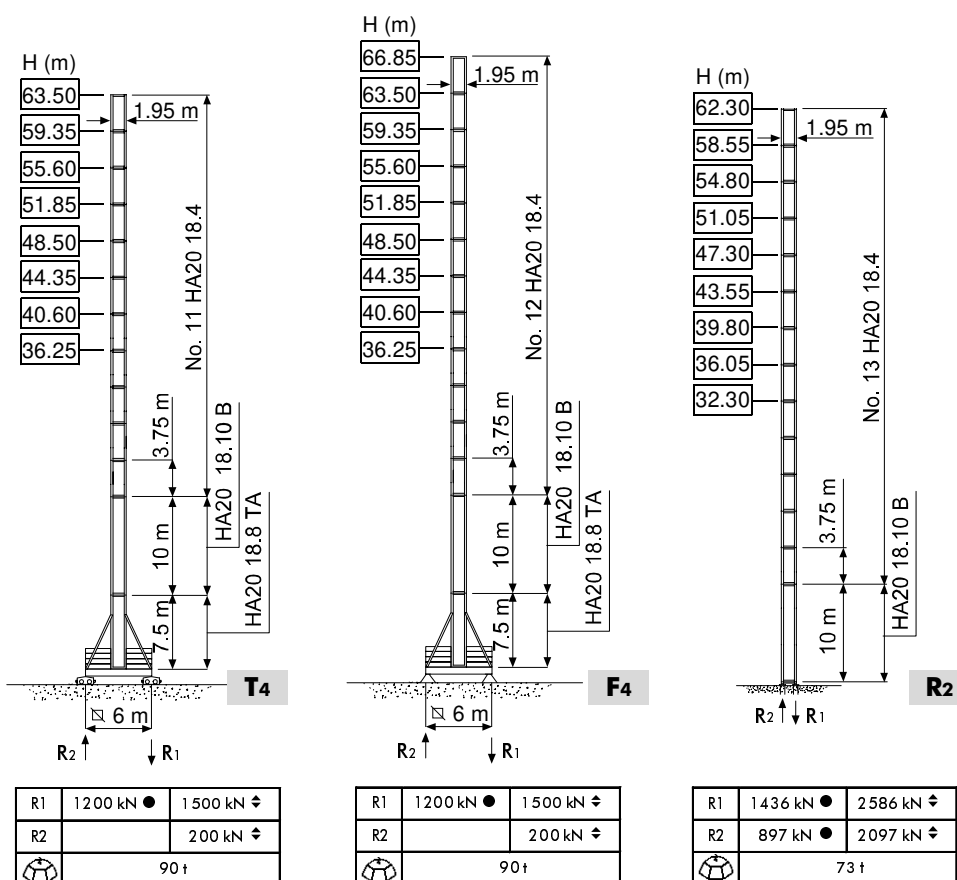 H (m)
63.50
59.35
55.60
51.85
48.50
44.35
40.60
36.25
1.95 m
No. 11 HA20 18.4
3.75 m
10 m
7.5 m
HA20 18.10 B
HA20 18.8 TA
T4
6 m
R2
R1
R1 1200 kN 1500 kN
R2 200 kN
90 t
H (m)
66.85
63.50
59.35
55.60
51.85
48.50
44.35
40.60
36.25
1.95 m
No. 12 HA20 18.4
3.75 m
10 m
7.5 m
HA20 18.10 B
HA20 18.8 TA
F4
6 m
R2
R1
R1 1200 kN 1500 kN
R2 200 kN
90 t
H (m)
62.30
58.55
54.80
51.05
47.30
43.55
39.80
36.05
32.30
1.95 m
No. 13 HA20 18.4
3.75 m
10 m
HA20 18.10 B
R2
R2
R1
R1 1436 kN 2586 kN
R2 897 kN 2097 kN
73 t